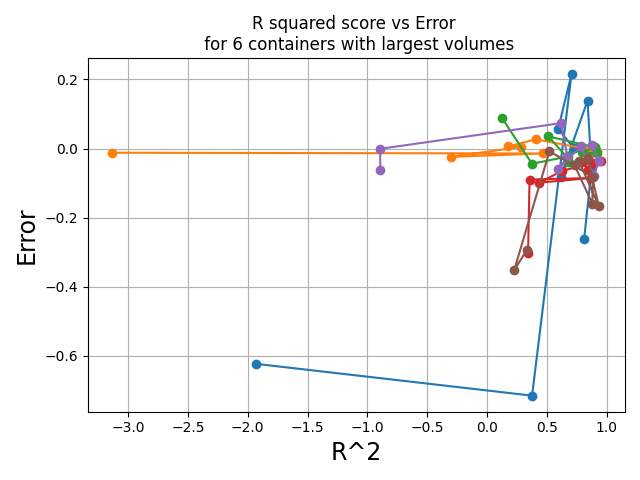 R squared score vs Error
for 6 containers with largest volumes
Error
0.2
0.0
−0.2
−0.4
−0.6
−3.0 −2.5 −2.0 −1.5 −1.0 −0.5 0.0 0.5 1.0
R^2